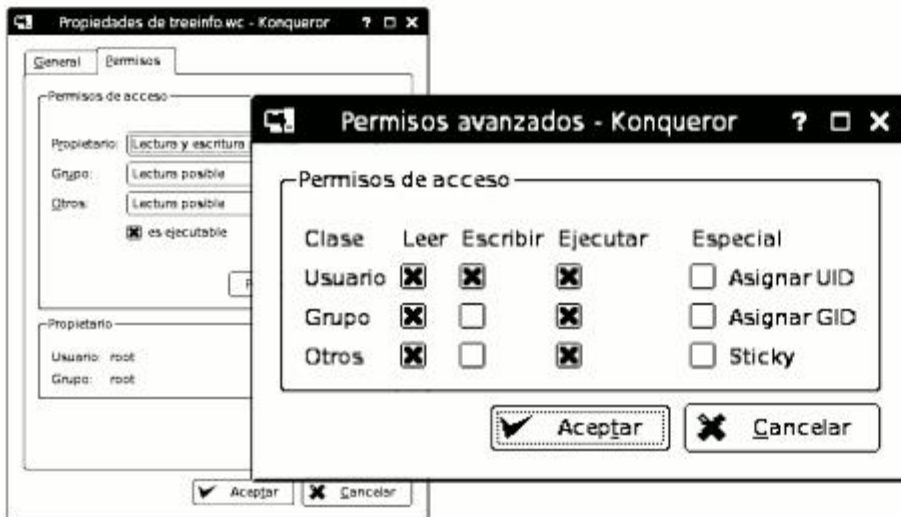 Propiedades de treeinfo.wc - Konqueror ?
General Permisos
Permisos de acceso
Propietario: Lectura y escritura
Grupo: Lectura posible
Otros: Lectura posible
es ejecutable
Propietario
Usuario: root
Grupo: root
Aceptar Cancelar
Permisos avanzados - Konqueror ?
Permisos de acceso
Clase Leer Escribir Ejecutar Especial
Usuario Asignar UID
Grupo Asignar GID
Otros Sticky
Aceptar Cancelar